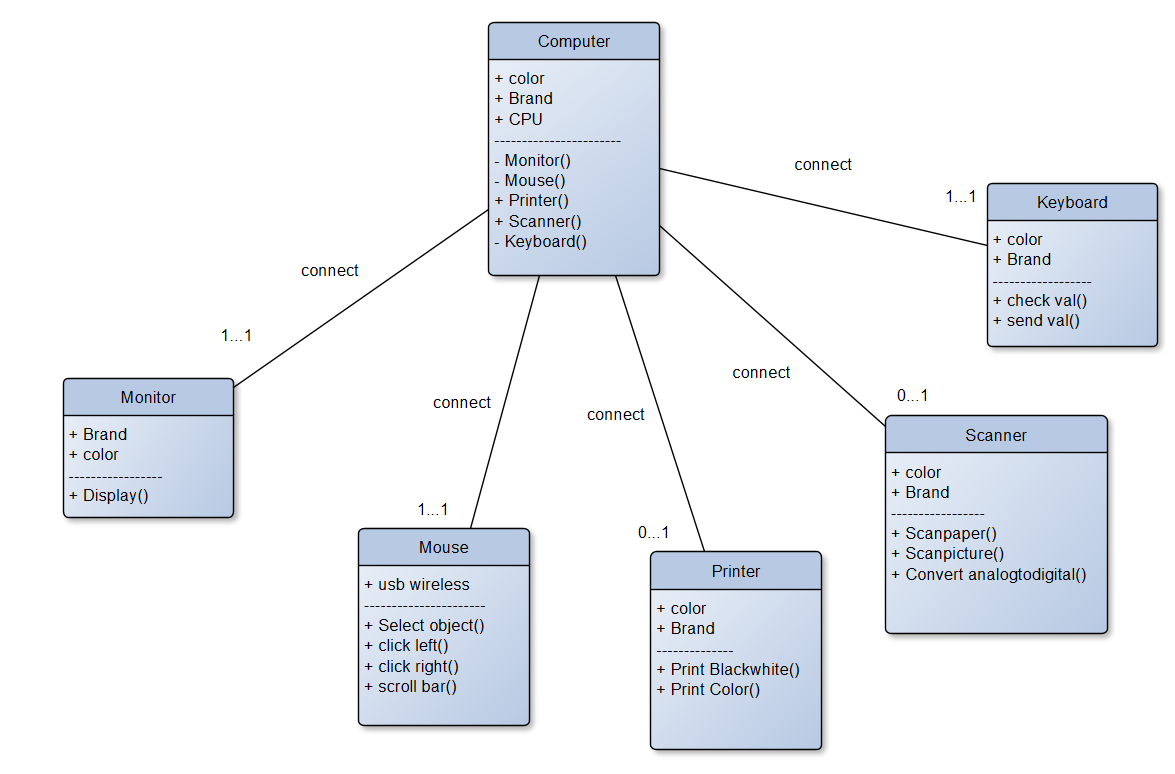 Computer
+ color
+ Brand
+ CPU
-----------------------
- Monitor()
- Mouse()
+ Printer()
+ Scanner()
- Keyboard()
connect
1...1
Keyboard
+ color
+ Brand
------------------
+ check val()
+ send val()
connect
1...1
Monitor
+ Brand
+ color
-----------------
+ Display()
connect
1...1
Mouse
+ usb wireless
----------------------
+ Select object()
+ click left()
+ click right()
+ scroll bar()
connect
0...1
Printer
+ color
+ Brand
--------------
+ Print Blackwhite()
+ Print Color()
connect
0...1
Scanner
+ color
+ Brand
-----------------
+ Scanpaper()
+ Scanpicture()
+ Convert analogtodigital()